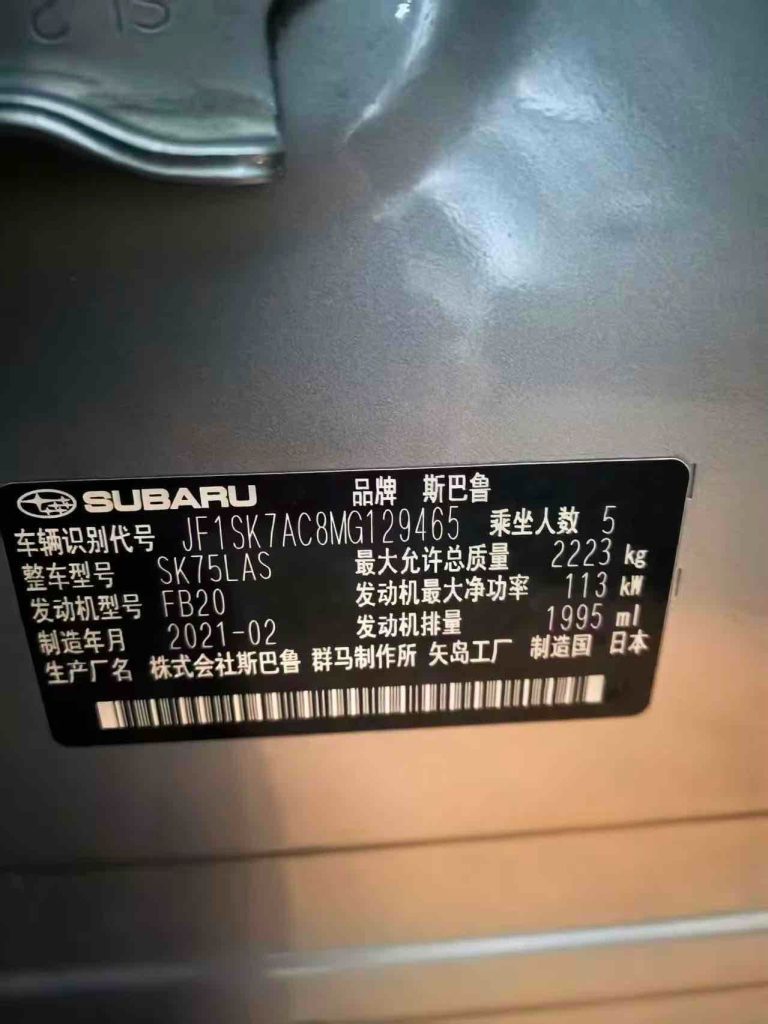 SUBARU 品牌 斯巴鲁
车辆识别代号 JF1SK7AC8MG129465 乘坐人数 5
整车型号 SK75LAS 最大允许总质量 2223 kg
发动机型号 FB20 发动机最大净功率 113 kW
制造年月 2021-02 发动机排量 1995 ml
生产厂名 株式会社斯巴鲁 群马制作所 矢岛工厂 制造国 日本